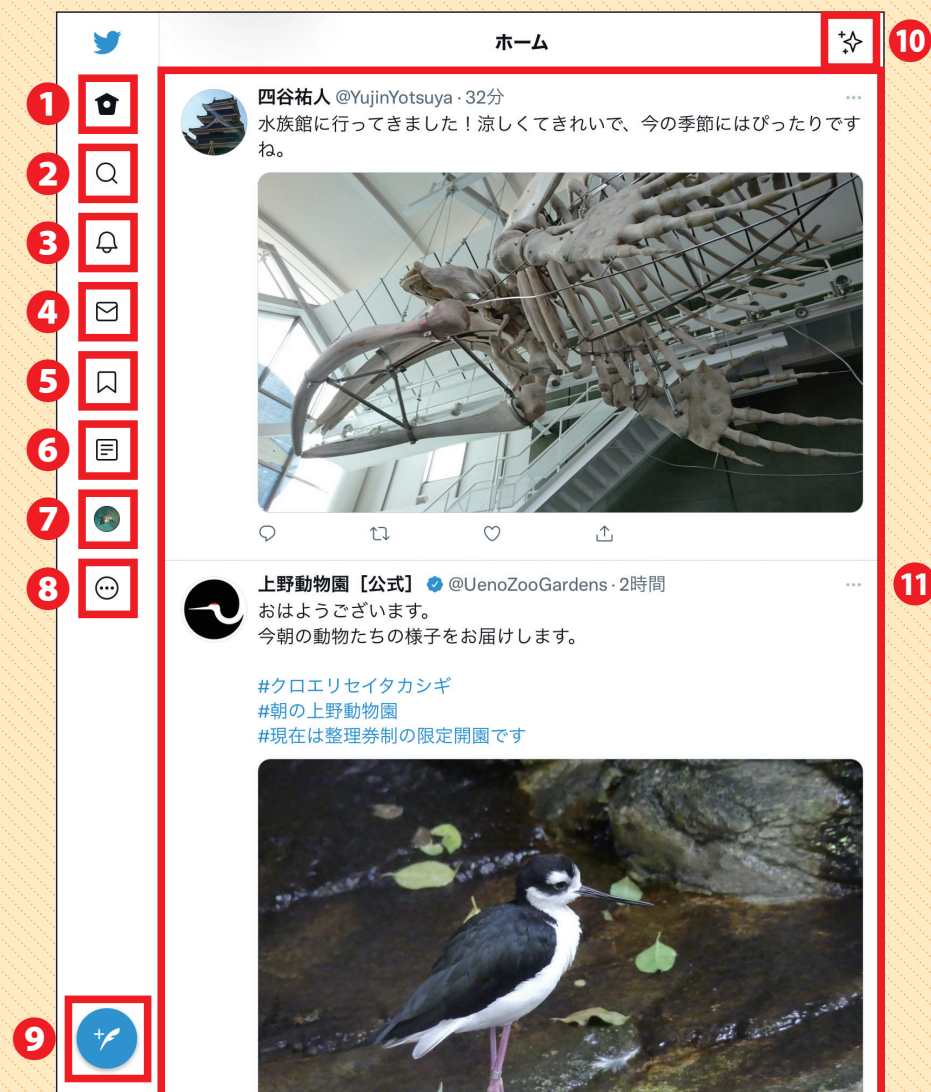 ホーム
10
1
2
3
4
5
6
7
8
9
四谷祐人 @YujinYotsuya · 32分
水族館に行ってきました！涼しくてきれいで、今の季節にはぴったりです
ね。
上野動物園［公式］ @UenoZooGardens · 2時間
11
おはようございます。
今朝の動物たちの様子をお届けします。
#クロエリセイタカシギ
#朝の上野動物園
#現在は整理券制の限定開園です